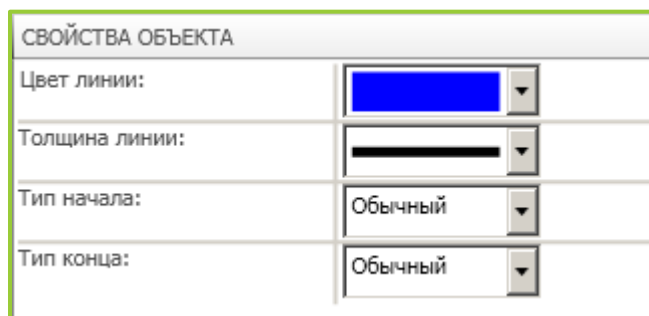 СВОЙСТВА ОБЪЕКТА
Цвет линии:
Толщина линии:
Тип начала: Обычный
Тип конца: Обычный